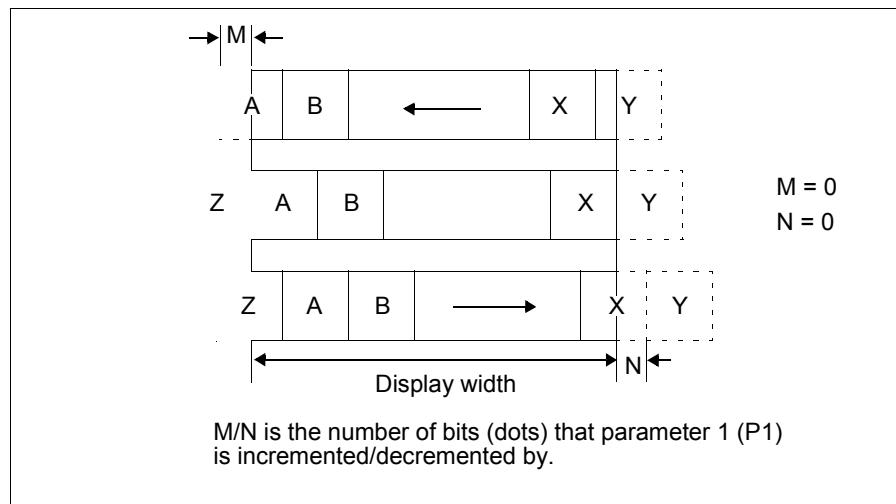 M
A B X Y
Z A B X Y
M = 0
N = 0
Z A B X Y
N
Display width
M/N is the number of bits (dots) that parameter 1 (P1)
is incremented/decremented by.